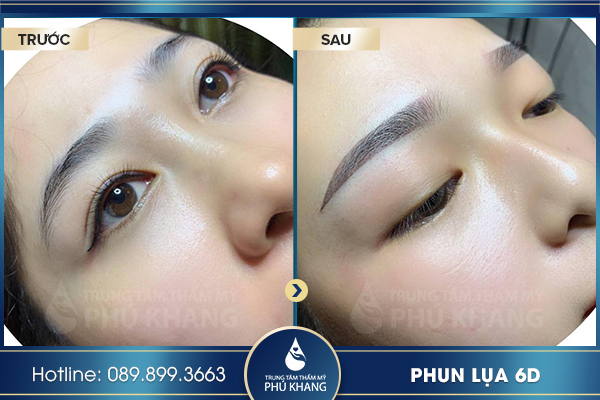 TRƯỚC
SAU
TRUNG TÂM THẨM MỸ
PHÚ KHANG
TRUNG TÂM THẨM MỸ
PHÚ KHANG
Hotline: 089.899.3663
TRUNG TÂM THẨM MỸ
PHÚ KHANG
PHUN LỤA 6D